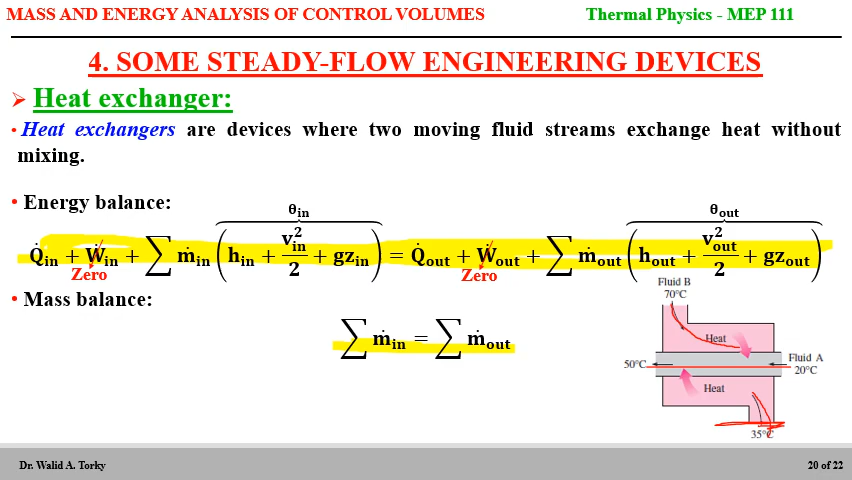 MASS AND ENERGY ANALYSIS OF CONTROL VOLUMES Thermal Physics - MEP 111
4. SOME STEADY-FLOW ENGINEERING DEVICES
➢ Heat exchanger:
• Heat exchangers are devices where two moving fluid streams exchange heat without
mixing.
• Energy balance:
θin θout
Q̇in + Ẇin + ∑ ṁin (hin + v²in/2 + gzin) = Q̇out + Ẇout + ∑ ṁout (hout + v²out/2 + gzout)
Zero Zero
• Mass balance:
∑ ṁin = ∑ ṁout
Fluid B
70°C
Heat
Fluid A
50°C 20°C
Heat
35°C
Dr. Walid A. Torky 20 of 22